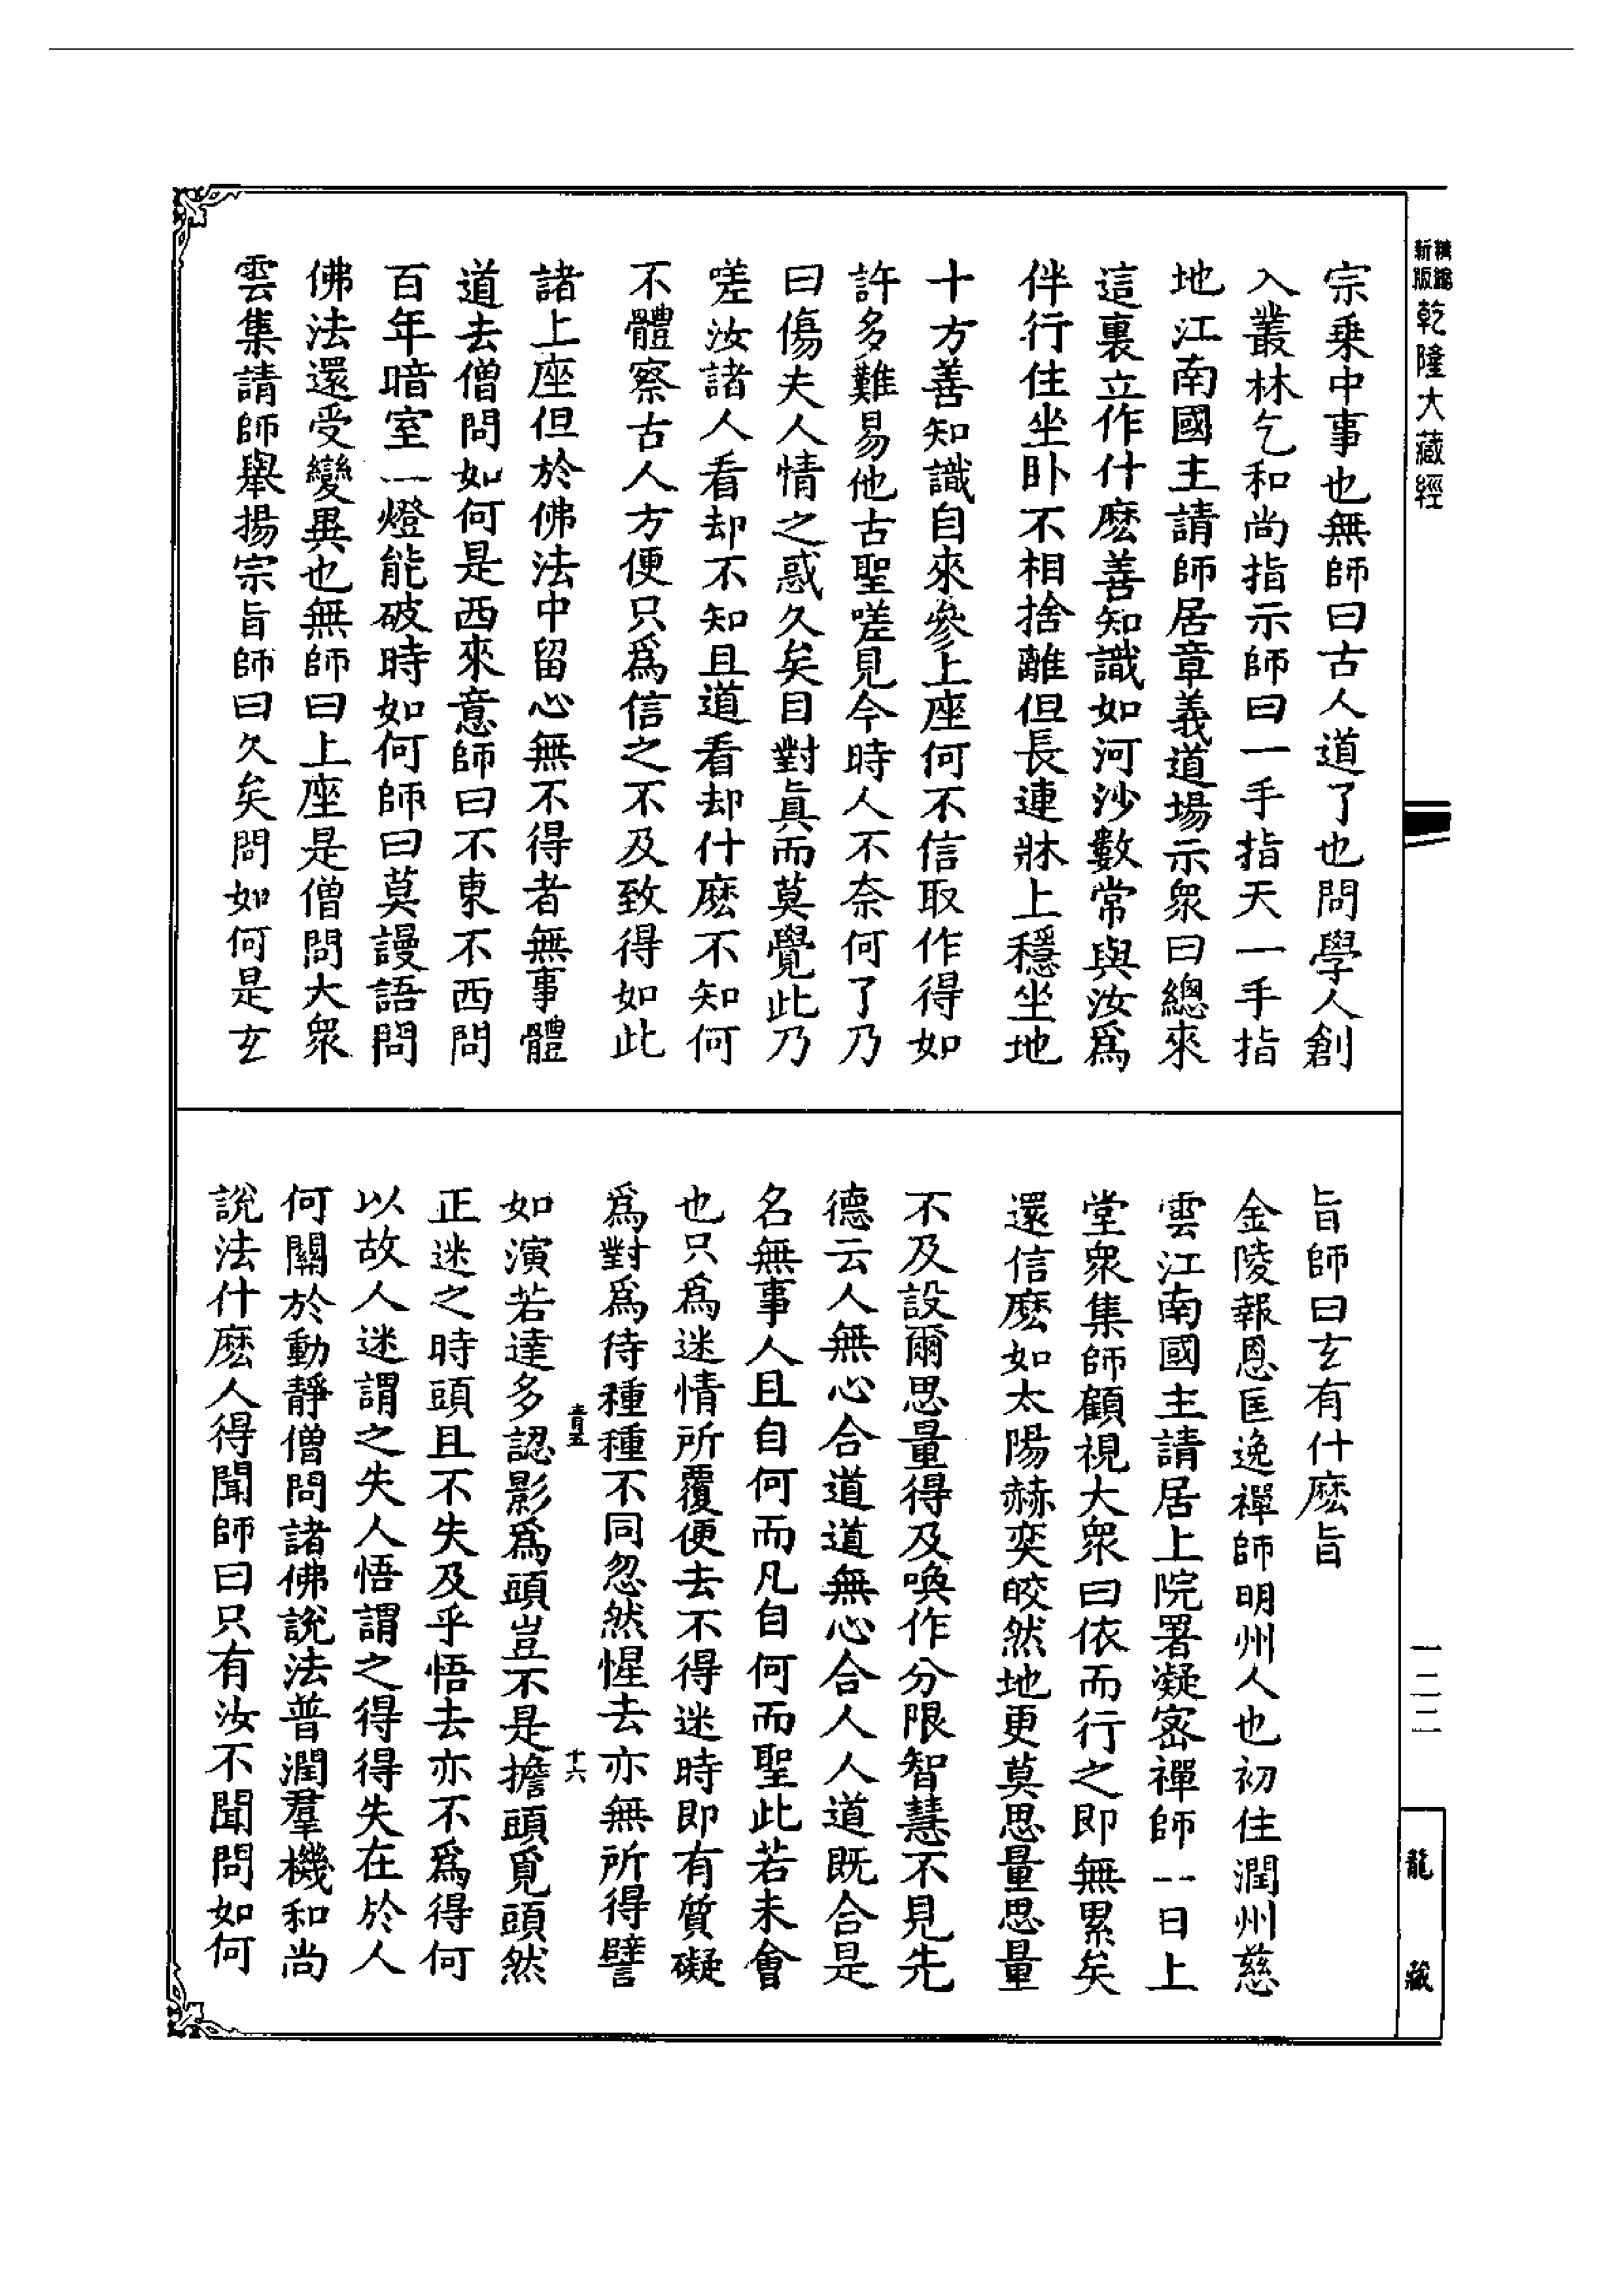 精編新版 乾隆大藏經
宗乗中事也無師曰古人道了也問學人創
入叢林乞和尚指示師曰一手指天一手指
地江南國主請師居章義道場示衆曰總來
這裏立作什麽善知識如河沙數常與汝爲
伴行住坐卧不相捨離但長連牀上穩坐地
十方善知識自來參上座何不信取作得如
許多難易他古聖嗟見今時人不奈何了乃
曰傷夫人情之惑久矣目對眞而莫覺此乃
嗟汝諸人看却不知且道看却什麽不知何
不體察古人方便只爲信之不及致得如此
諸上座但於佛法中留心無不得者無事體
道去僧問如何是西來意師曰不東不西問
百年暗室一燈能破時如何師曰莫謾語問
佛法還受變異也無師曰上座是僧問大衆
雲集請師舉揚宗旨師曰久矣問如何是玄
旨師曰玄有什麽旨
金陵報恩匡逸禪師明州人也初住潤州慈
雲江南國主請居上院署凝密禪師一日上
堂衆集師顧視大衆曰依而行之即無累矣
還信麽如太陽赫奕皎然地更莫思量思量
不及設爾思量得及喚作分限智慧不見先
德云人無心合道道無心合人人道既合是
名無事人且自何而凡自何而聖此若未會
也只爲迷情所覆便去不得迷時即有質礙
爲對爲待種種不同忽然惺去亦無所得譬
青五 十六
如演若達多認影爲頭豈不是擔頭覓頭然
正迷之時頭且不失及乎悟去亦不爲得何
以故人迷謂之失人悟謂之得得失在於人
何關於動靜僧問諸佛說法普潤羣機和尚
說法什麽人得聞師曰只有汝不聞問如何
一二二
龍藏